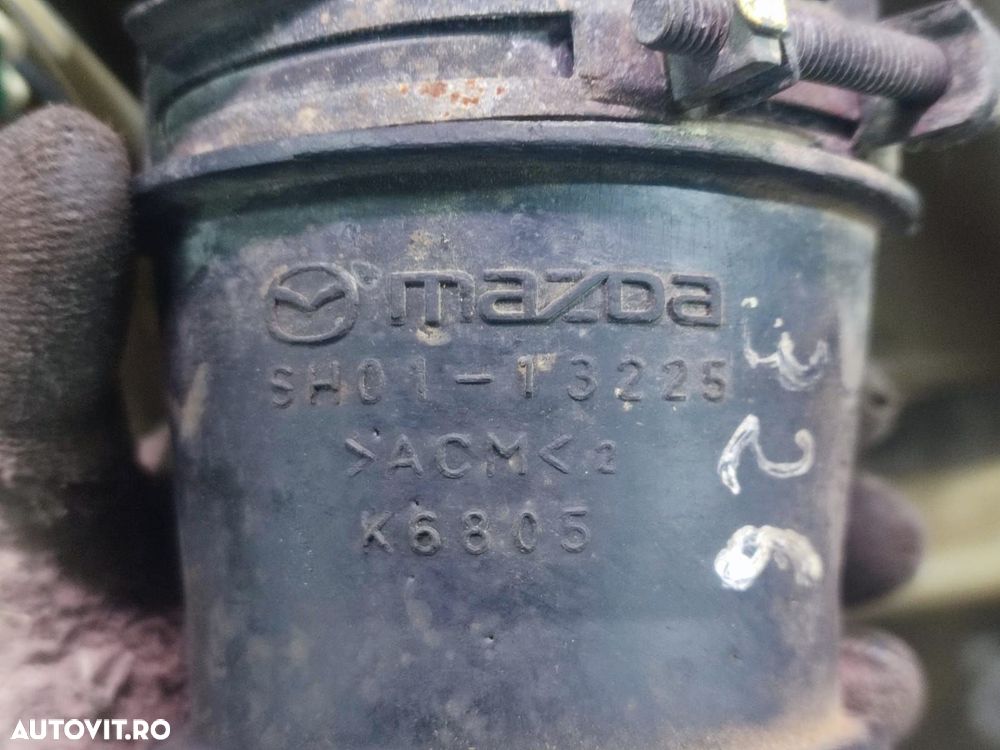 mazDa
SH01-13225
>ACM< 2
K6805
AUTOVIT.RO